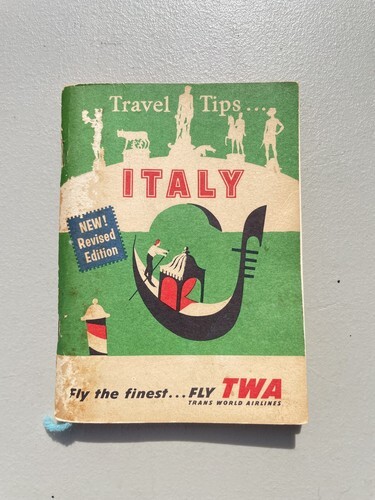 Travel Tips....
ITALY
NEW!
Revised
Edition
Fly the finest...FLY TWA
TRANS WORLD AIRLINES